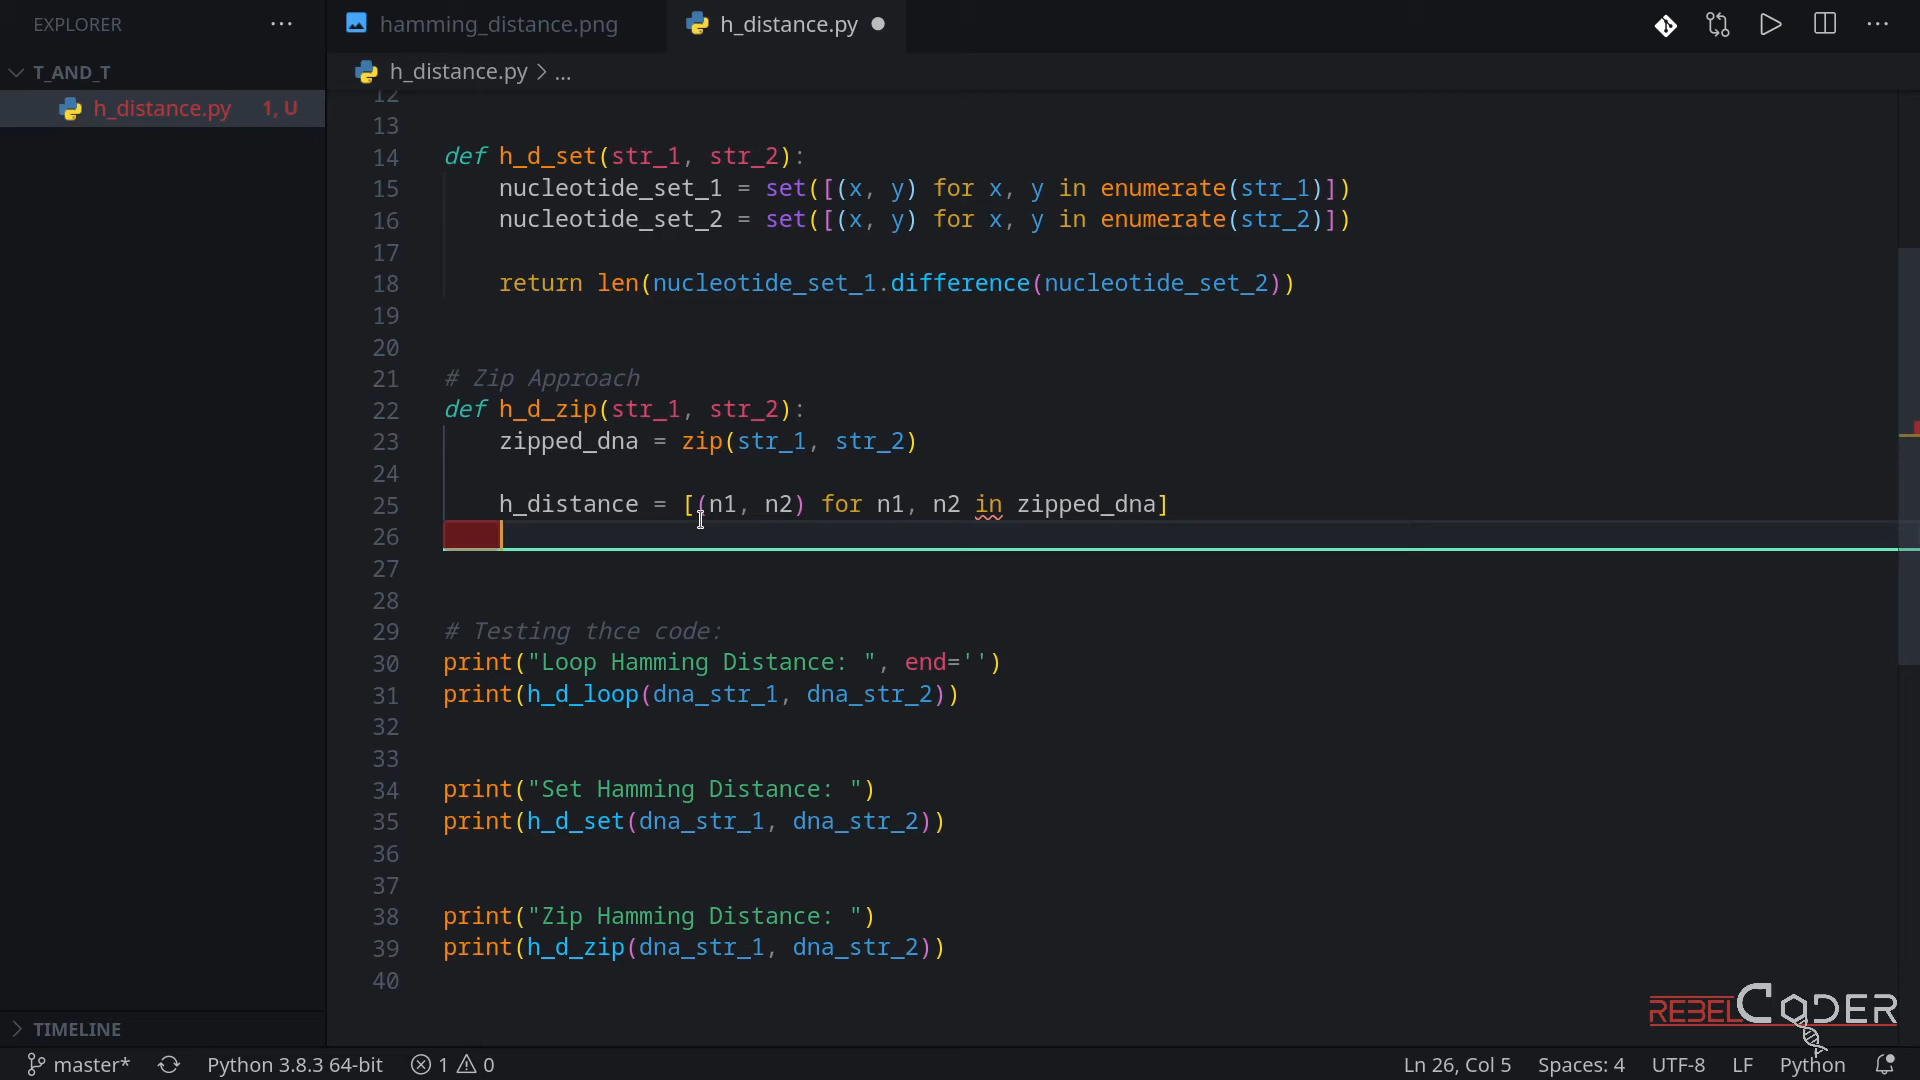 EXPLORER ...
hamming_distance.png
h_distance.py
T_AND_T
h_distance.py > ...
h_distance.py 1, U
12
13
14 def h_d_set(str_1, str_2):
15 nucleotide_set_1 = set([(x, y) for x, y in enumerate(str_1)])
16 nucleotide_set_2 = set([(x, y) for x, y in enumerate(str_2)])
17
18 return len(nucleotide_set_1.difference(nucleotide_set_2))
19
20
21 # Zip Approach
22 def h_d_zip(str_1, str_2):
23 zipped_dna = zip(str_1, str_2)
24
25 h_distance = [(n1, n2) for n1, n2 in zipped_dna]
26
27
28
29 # Testing thce code:
30 print("Loop Hamming Distance: ", end='')
31 print(h_d_loop(dna_str_1, dna_str_2))
32
33
34 print("Set Hamming Distance: ")
35 print(h_d_set(dna_str_1, dna_str_2))
36
37
38 print("Zip Hamming Distance: ")
39 print(h_d_zip(dna_str_1, dna_str_2))
40
REBELCODER
TIMELINE
master* Python 3.8.3 64-bit 1 0 Ln 26, Col 5 Spaces: 4 UTF-8 LF Python